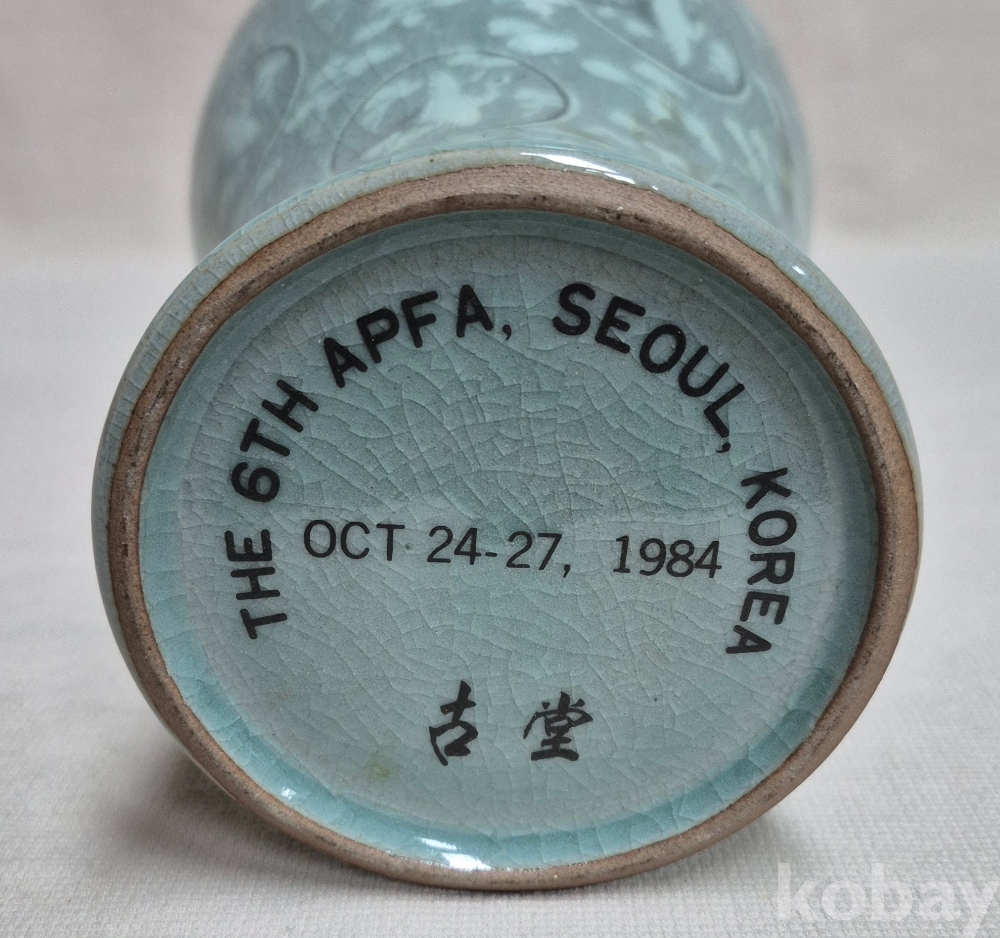 THE 6TH APFA, SEOUL, KOREA
OCT 24-27, 1984
古堂
kobay